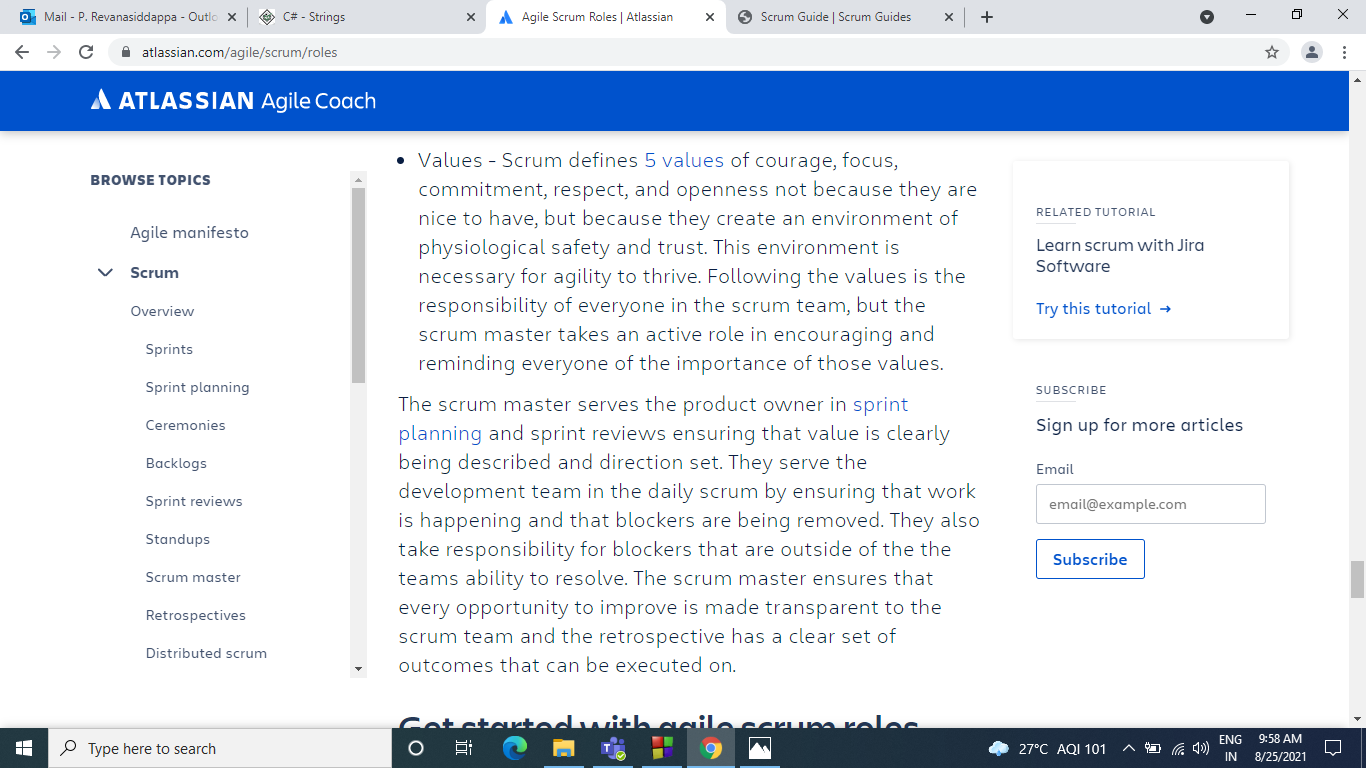 Mail - P. Revanasiddappa - Outlo
C# - Strings
Agile Scrum Roles | Atlassian
Scrum Guide | Scrum Guides
atlassian.com/agile/scrum/roles
ATLASSIAN Agile Coach
BROWSE TOPICS
Agile manifesto
Scrum
Overview
Sprints
Sprint planning
Ceremonies
Backlogs
Sprint reviews
Standups
Scrum master
Retrospectives
Distributed scrum
• Values - Scrum defines 5 values of courage, focus,
commitment, respect, and openness not because they are
nice to have, but because they create an environment of
physiological safety and trust. This environment is
necessary for agility to thrive. Following the values is the
responsibility of everyone in the scrum team, but the
scrum master takes an active role in encouraging and
reminding everyone of the importance of those values.
The scrum master serves the product owner in sprint
planning and sprint reviews ensuring that value is clearly
being described and direction set. They serve the
development team in the daily scrum by ensuring that work
is happening and that blockers are being removed. They also
take responsibility for blockers that are outside of the the
teams ability to resolve. The scrum master ensures that
every opportunity to improve is made transparent to the
scrum team and the retrospective has a clear set of
outcomes that can be executed on.
Get started with agile scrum roles
RELATED TUTORIAL
Learn scrum with Jira
Software
Try this tutorial →
SUBSCRIBE
Sign up for more articles
Email
email@example.com
Subscribe
Type here to search
27°C AQI 101
ENG
IN
9:58 AM
8/25/2021